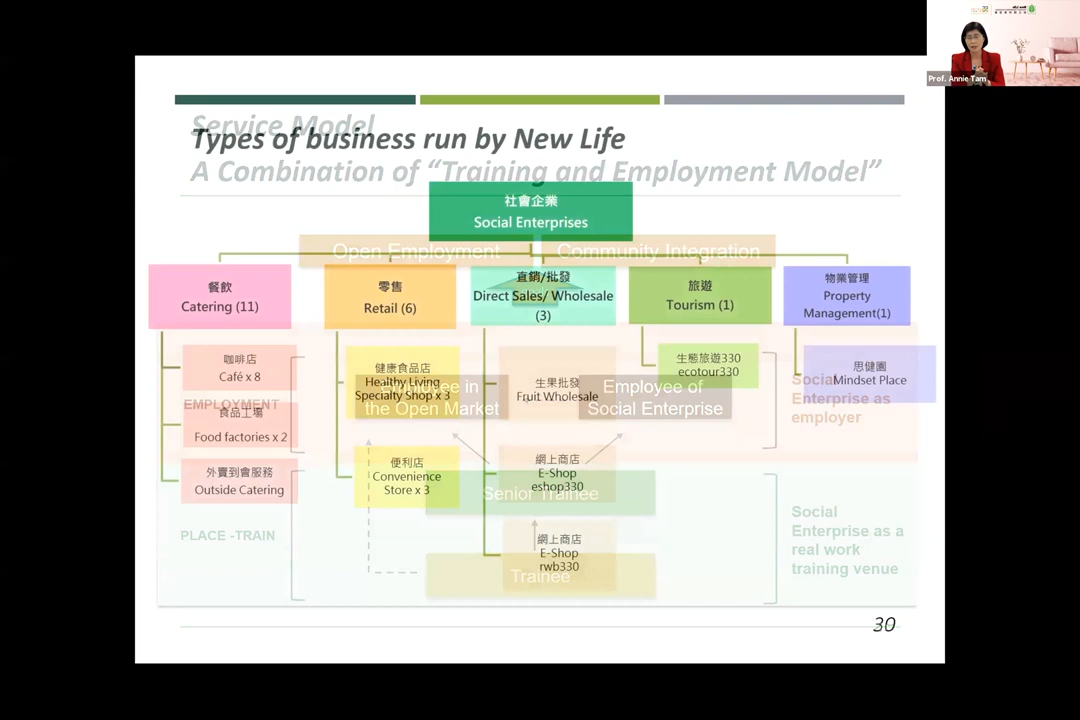 Prof. Annie Tam
Service Model
Types of business run by New Life
A Combination of “Training and Employment Model”
社會企業
Social Enterprises
Open Employment
Community Integration
餐飲
Catering (11)
零售
Retail (6)
直銷/批發
Direct Sales/ Wholesale
(3)
旅遊
Tourism (1)
物業管理
Property
Management(1)
咖啡店
Café x 8
EMPLOYMENT
食品工場
Food factories x 2
外賣到會服務
Outside Catering
PLACE -TRAIN
健康食品店
Healthy Living
Specialty Shop x 3
Employee in
the Open Market
便利店
Convenience
Store x 3
生果批發
Fruit Wholesale
Employee of
Social Enterprise
網上商店
E-Shop
eshop330
Senior Trainee
網上商店
E-Shop
rwb330
Trainee
生態旅遊330
ecotour330
思健園
Mindset Place
Social
Enterprise as
employer
Social
Enterprise as a
real work
training venue
30